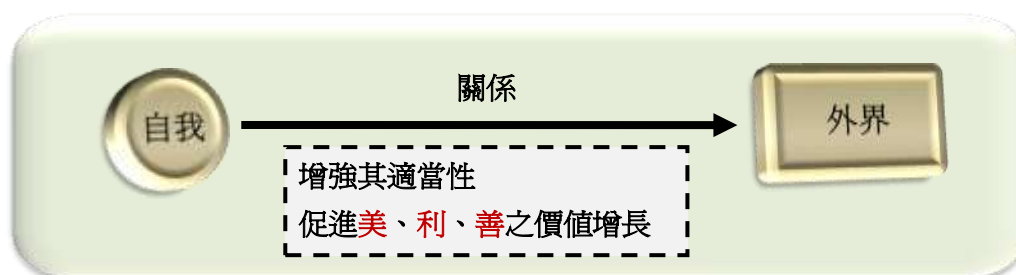 關係
自我
外界
增強其適當性
促進美、利、善之價值增長